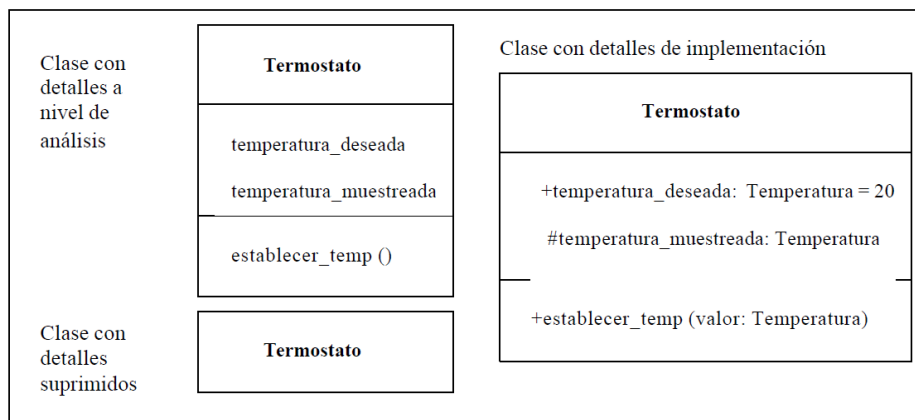 Clase con
detalles a
nivel de
análisis
Termostato
temperatura_deseada
temperatura_muestreada
establecer_temp ()
Clase con
detalles
suprimidos
Termostato
Clase con detalles de implementación
Termostato
+temperatura_deseada: Temperatura = 20
#temperatura_muestreada: Temperatura
+establecer_temp (valor: Temperatura)